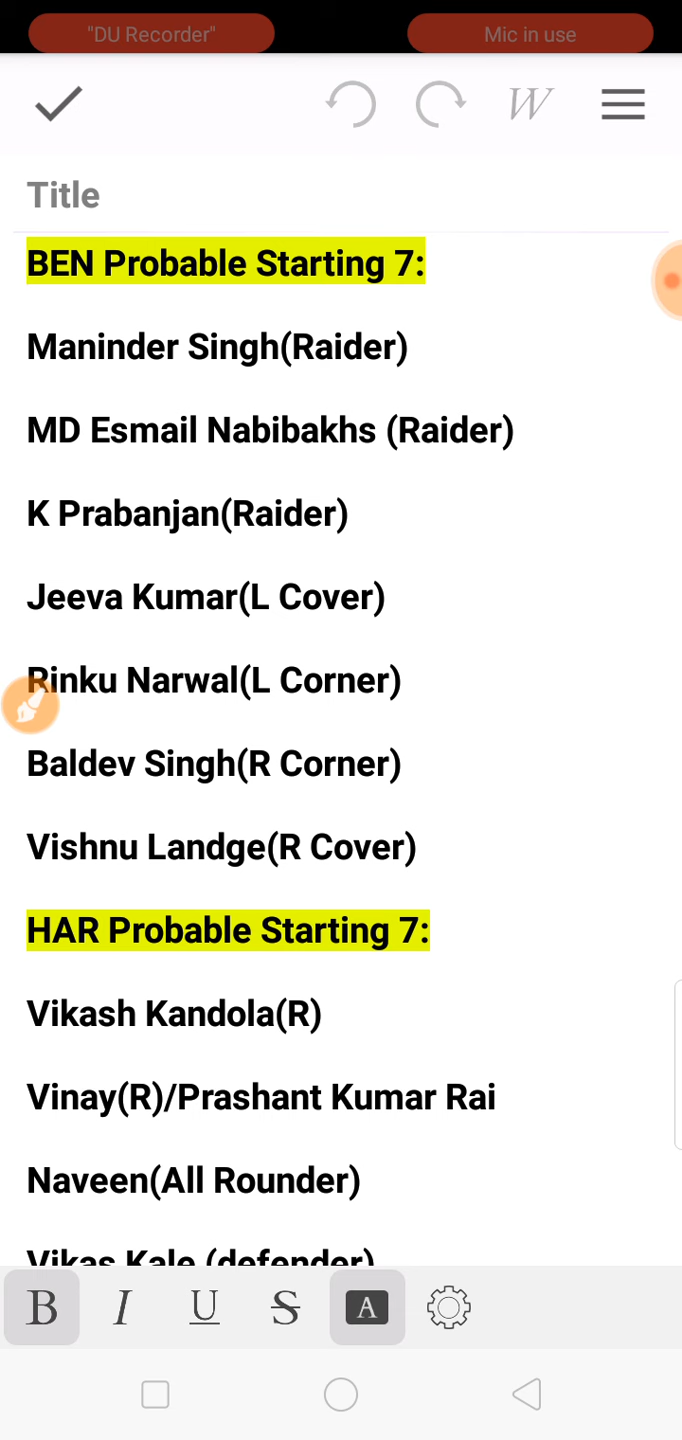 "DU Recorder" Mic in use
W
Title
BEN Probable Starting 7:
Maninder Singh(Raider)
MD Esmail Nabibakhs (Raider)
K Prabanjan(Raider)
Jeeva Kumar(L Cover)
Rinku Narwal(L Corner)
Baldev Singh(R Corner)
Vishnu Landge(R Cover)
HAR Probable Starting 7:
Vikash Kandola(R)
Vinay(R)/Prashant Kumar Rai
Naveen(All Rounder)
Vikas Kale (defender)
B I U S A